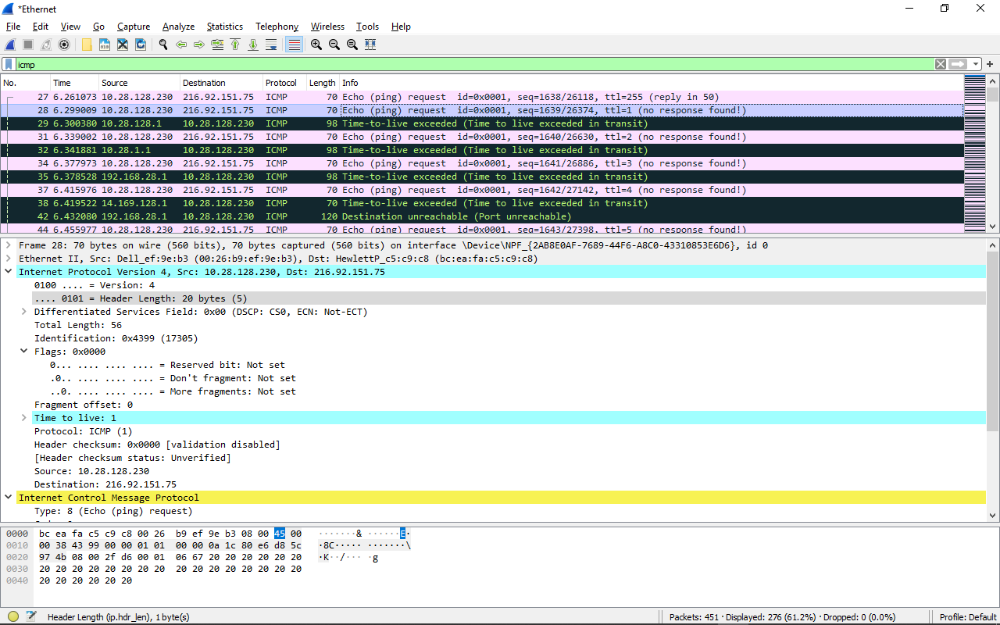 *Ethernet
File Edit View Go Capture Analyze Statistics Telephony Wireless Tools Help
icmp
No. Time Source Destination Protocol Length Info
27 6.261073 10.28.128.230 216.92.151.75 ICMP 70 Echo (ping) request id=0x0001, seq=1638/26118, ttl=255 (reply in 50)
28 6.299009 10.28.128.230 216.92.151.75 ICMP 70 Echo (ping) request id=0x0001, seq=1639/26374, ttl=1 (no response found!)
29 6.300380 10.28.128.1 10.28.128.230 ICMP 98 Time-to-live exceeded (Time to live exceeded in transit)
31 6.339002 10.28.128.230 216.92.151.75 ICMP 70 Echo (ping) request id=0x0001, seq=1640/26630, ttl=2 (no response found!)
32 6.341881 10.28.1.1 10.28.128.230 ICMP 98 Time-to-live exceeded (Time to live exceeded in transit)
34 6.377973 10.28.128.230 216.92.151.75 ICMP 70 Echo (ping) request id=0x0001, seq=1641/26886, ttl=3 (no response found!)
35 6.378528 192.168.28.1 10.28.128.230 ICMP 98 Time-to-live exceeded (Time to live exceeded in transit)
37 6.415976 10.28.128.230 216.92.151.75 ICMP 70 Echo (ping) request id=0x0001, seq=1642/27142, ttl=4 (no response found!)
38 6.419522 14.169.128.1 10.28.128.230 ICMP 70 Time-to-live exceeded (Time to live exceeded in transit)
42 6.432080 192.168.28.1 10.28.128.230 ICMP 120 Destination unreachable (Port unreachable)
44 6.455977 10.28.128.230 216.92.151.75 ICMP 70 Echo (ping) request id=0x0001, seq=1643/27398, ttl=5 (no response found!)
Frame 28: 70 bytes on wire (560 bits), 70 bytes captured (560 bits) on interface \Device\NPF_{2AB8E0AF-7689-44F6-A8C0-43310853E6D6}, id 0
Ethernet II, Src: Dell_ef:9e:b3 (00:26:b9:ef:9e:b3), Dst: HewlettP_c5:c9:c8 (bc:ea:fa:c5:c9:c8)
Internet Protocol Version 4, Src: 10.28.128.230, Dst: 216.92.151.75
0100 .... = Version: 4
.... 0101 = Header Length: 20 bytes (5)
Differentiated Services Field: 0x00 (DSCP: CS0, ECN: Not-ECT)
Total Length: 56
Identification: 0x4399 (17305)
Flags: 0x0000
0... .... .... .... = Reserved bit: Not set
.0.. .... .... .... = Don't fragment: Not set
..0. .... .... .... = More fragments: Not set
Fragment offset: 0
Time to live: 1
Protocol: ICMP (1)
Header checksum: 0x0000 [validation disabled]
[Header checksum status: Unverified]
Source: 10.28.128.230
Destination: 216.92.151.75
Internet Control Message Protocol
Type: 8 (Echo (ping) request)
0000 bc ea fa c5 c9 c8 00 26 b9 ef 9e b3 08 00 45 00 ·······& ······E·
0010 00 38 43 99 00 00 01 01 00 00 0a 1c 80 e6 d8 5c ·8C····· ·······\
0020 97 4b 08 00 2f d6 00 01 06 67 20 20 20 20 20 20 ·K··/··· ·g
0030 20 20 20 20 20 20 20 20 20 20 20 20 20 20 20 20
0040 20 20 20 20 20 20
Header Length (ip.hdr_len), 1 byte(s)
Packets: 451 · Displayed: 276 (61.2%) · Dropped: 0 (0.0%)
Profile: Default